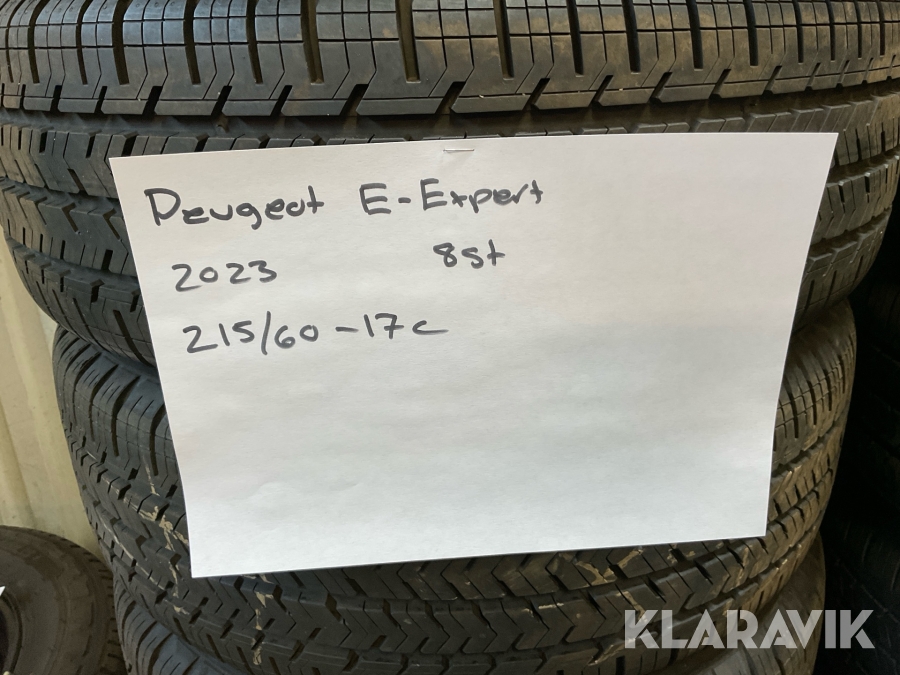 Peugeot E-Expert
2023 8st
215/60-17c
KLARAVIK